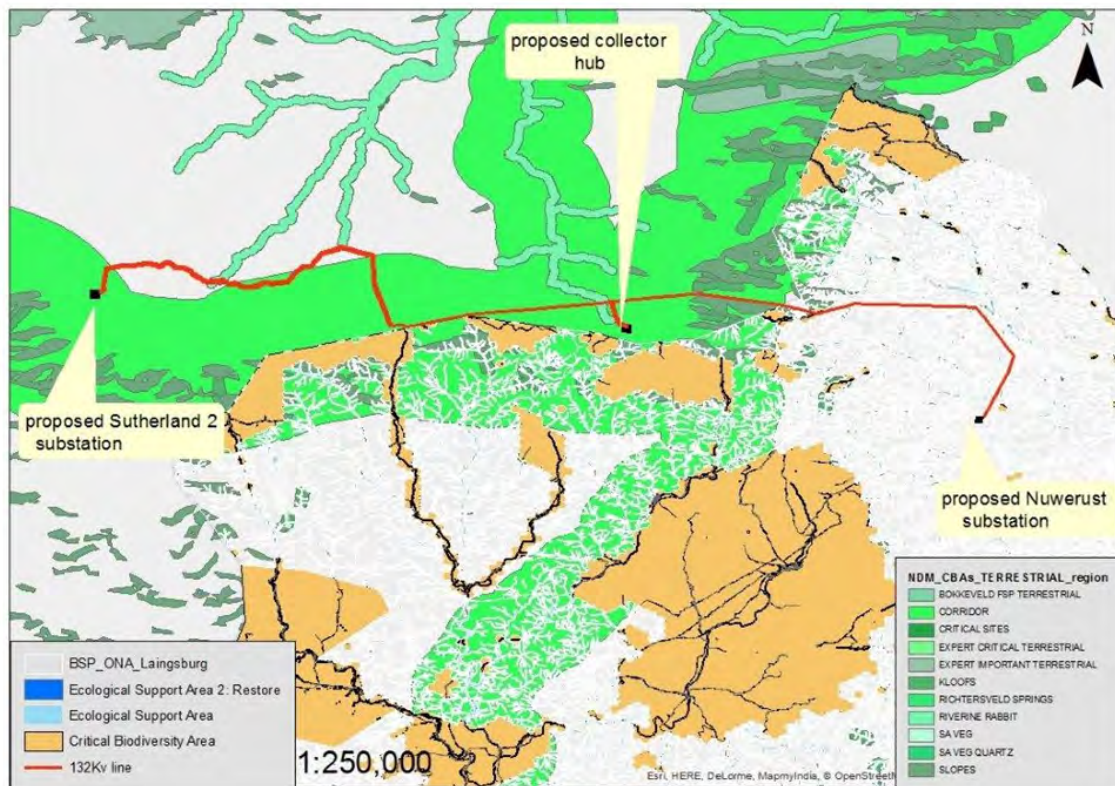 proposed collector
hub
N
proposed Sutherland 2
substation
proposed Nuwerust
substation
BSP_ONA_Laingsburg
Ecological Support Area 2: Restore
Ecological Support Area
Critical Biodiversity Area
132Kv line
1:250,000
Esri, HERE, DeLorme, MapmyIndia, © OpenStreetM
NDM_CBAs_TERRESTRIAL_region
BOKKEVELD FSP TERRESTRIAL
CORRIDOR
CRITICAL SITES
EXPERT CRITICAL TERRESTRIAL
EXPERT IMPORTANT TERRESTRIAL
KLOOFS
RICHTERSVELD SPRINGS
RIVERINE RABBIT
SA VEG
SA VEG QUARTZ
SLOPES